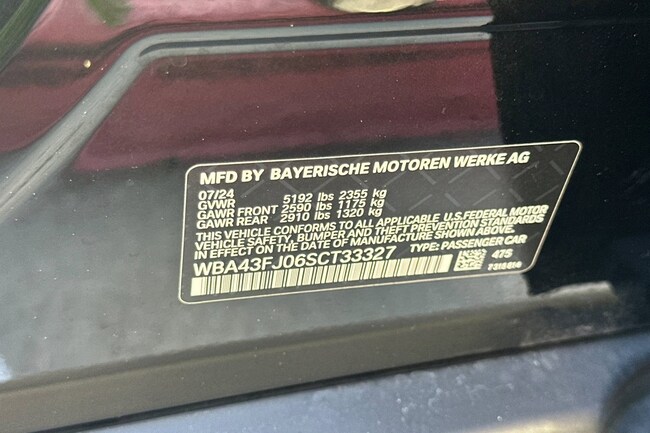 MFD BY BAYERISCHE MOTOREN WERKE AG
07/24
GVWR 5192 lbs 2355 kg
GAWR FRONT 2590 lbs 1175 kg
GAWR REAR 2910 lbs 1320 kg
THIS VEHICLE CONFORMS TO ALL APPLICABLE U.S.FEDERAL MOTOR
VEHICLE SAFETY, BUMPER AND THEFT PREVENTION STANDARDS
IN EFFECT ON THE DATE OF MANUFACTURE SHOWN ABOVE.
WBA43FJ06SCT33327 TYPE: PASSENGER CAR
475